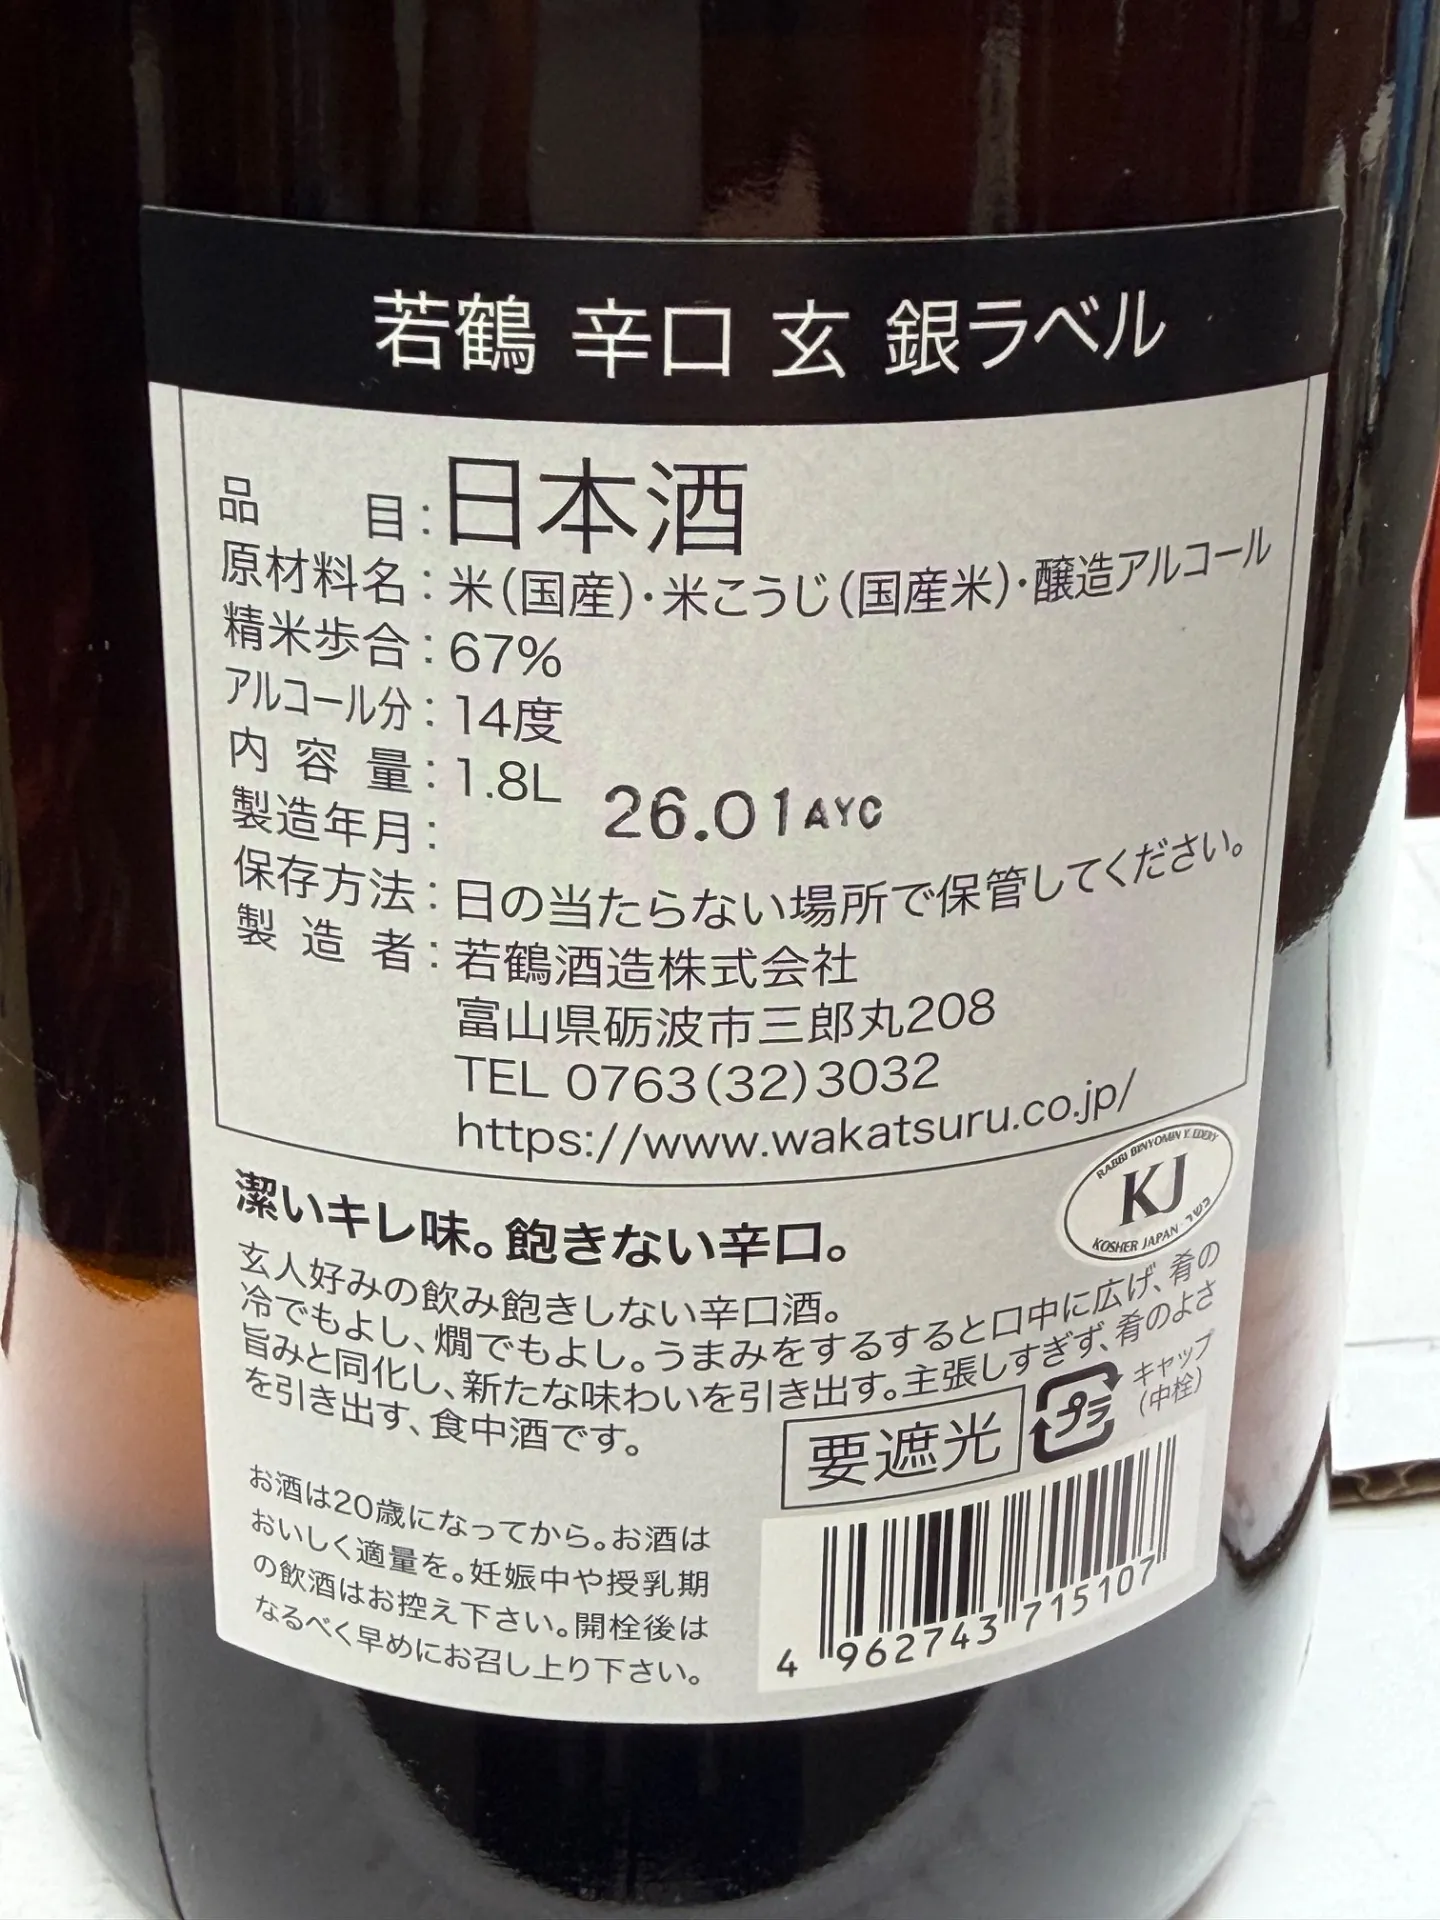 若鶴 辛口 玄 銀ラベル
品目:日本酒
原材料名:米(国産)・米こうじ(国産米)・醸造アルコール
精米歩合:67%
アルコール分:14度
内容量:1.8L
製造年月: 26.01AYC
保存方法:日の当たらない場所で保管してください。
製造者:若鶴酒造株式会社
富山県砺波市三郎丸208
TEL 0763(32)3032
https://www.wakatsuru.co.jp/
RABBI BINYOMIN Y. EDERY
KJ
KOSHER JAPAN
潔いキレ味。飽きない辛口。
玄人好みの飲み飽きしない辛口酒。
冷でもよし、燗でもよし。うまみをするすると口中に広げ、肴の
旨みと同化し、新たな味わいを引き出す。主張しすぎず、肴のよさ
を引き出す、食中酒です。
要遮光
プラ
キャップ
(中栓)
お酒は20歳になってから。お酒は
おいしく適量を。妊娠中や授乳期
の飲酒はお控え下さい。開栓後は
なるべく早めにお召し上り下さい。
4 962743 715107